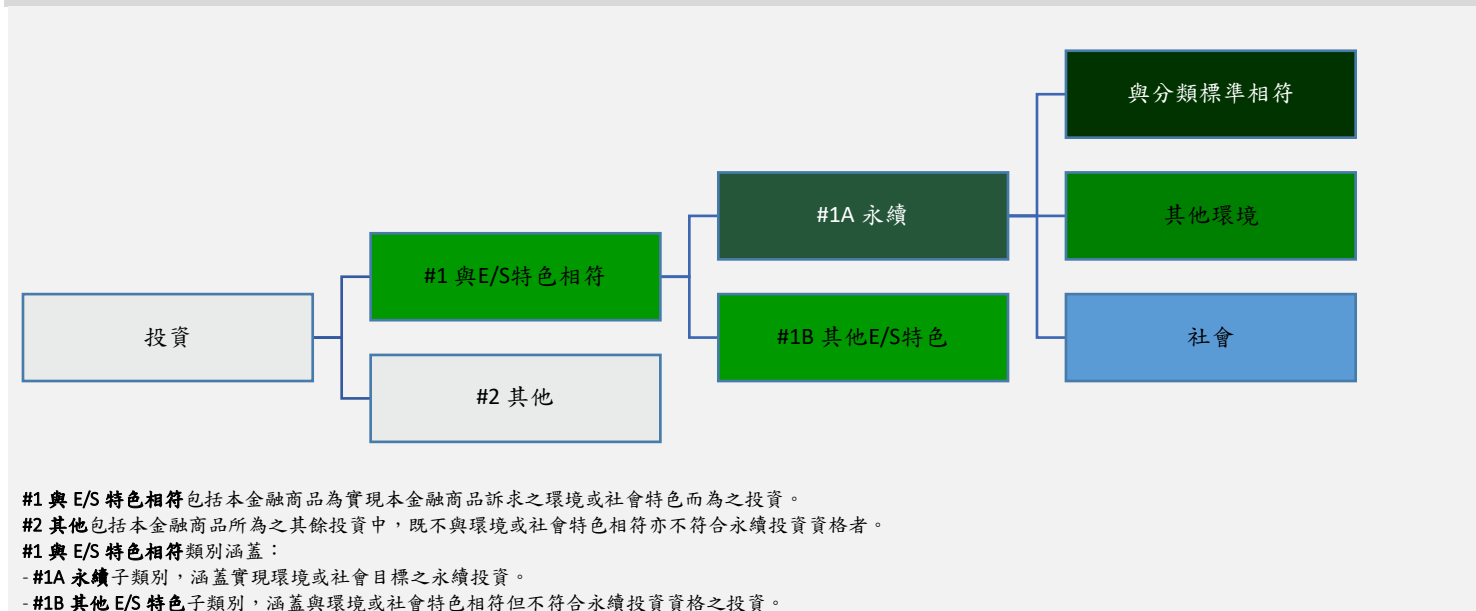 與分類標準相符
#1A 永續
其他環境
#1 與E/S特色相符
投資
#1B 其他E/S特色
社會
#2 其他
#1 與 E/S 特色相符包括本金融商品為實現本金融商品訴求之環境或社會特色而為之投資。
#2 其他包括本金融商品所為之其餘投資中，既不與環境或社會特色相符亦不符合永續投資資格者。
#1 與 E/S 特色相符類別涵蓋：
- #1A 永續子類別，涵蓋實現環境或社會目標之永續投資。
- #1B 其他 E/S 特色子類別，涵蓋與環境或社會特色相符但不符合永續投資資格之投資。